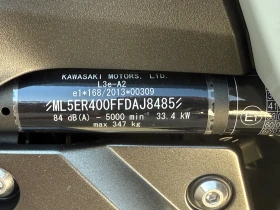 KAWASAKI MOTORS, LTD.
L3e-A2
e1*168/2013*00309
ML5ER400FFDAJ8485
84 dB(A) - 5000 min⁻¹ 33.4 kW
max 347 kg